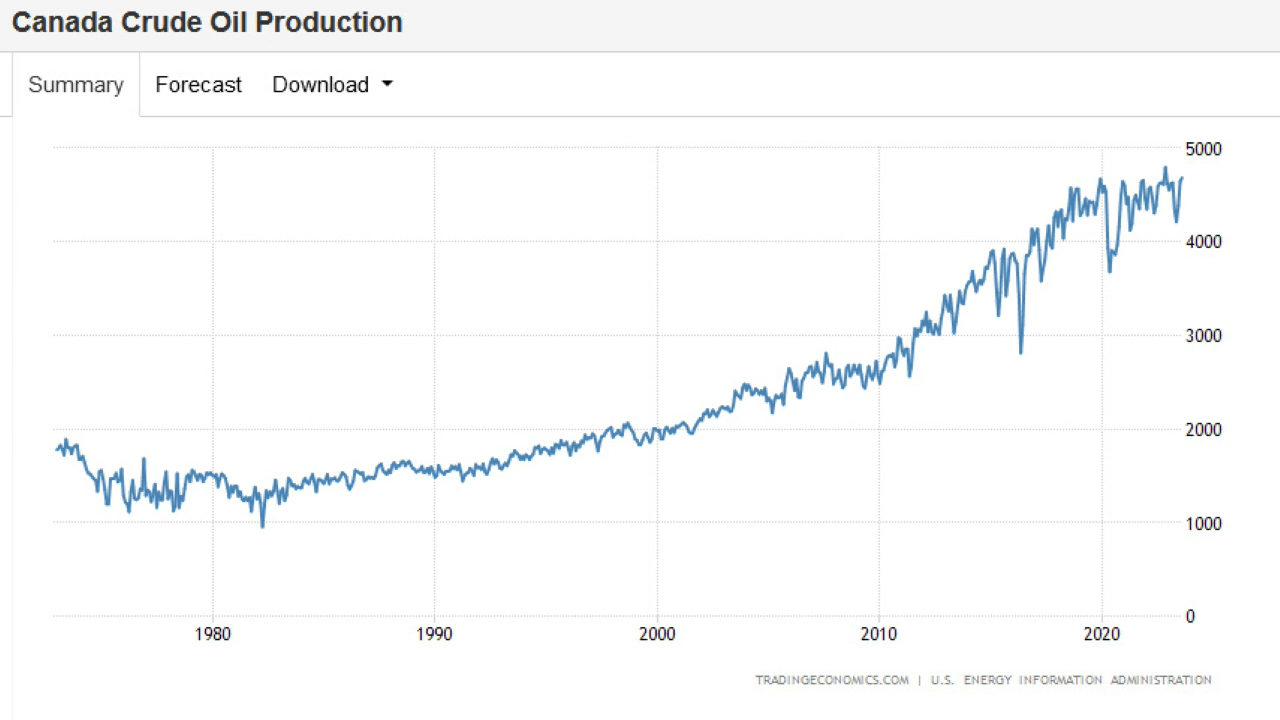 Canada Crude Oil Production
Summary Forecast Download
5000
4000
3000
2000
1000
0
1980 1990 2000 2010 2020
TRADINGECONOMICS.COM | U.S. ENERGY INFORMATION ADMINISTRATION